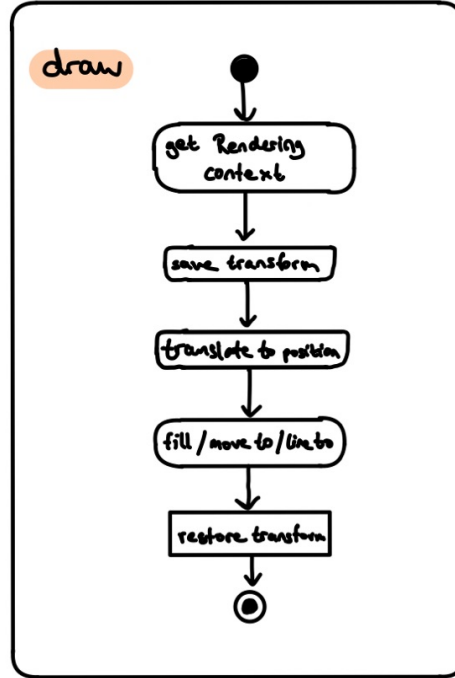 draw
get Rendering
context
save transform
translate to position
fill/move to/line to
restore transform